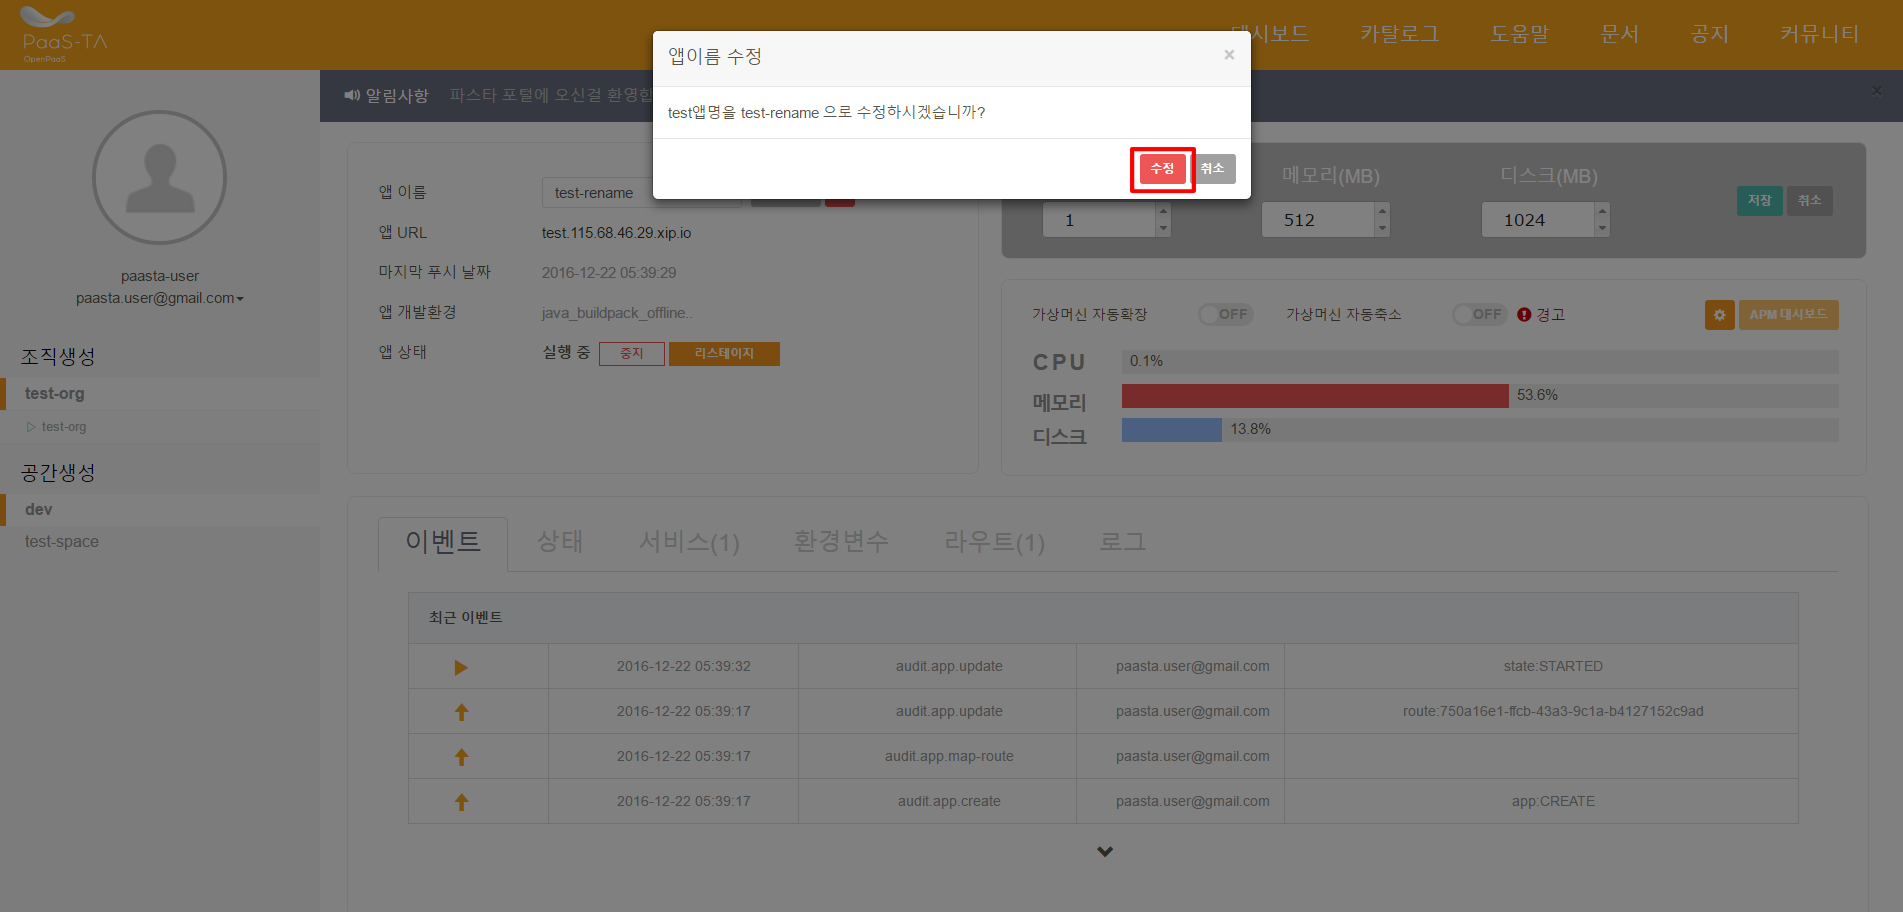 PaaS-TA
OpenPaaS
대시보드
카탈로그
도움말
문서
공지
커뮤니티
앱이름 수정
×
test앱명을 test-rename 으로 수정하시겠습니까?
수정
취소
알림사항
파스타 포털에 오신걸 환영합
×
paasta-user
paasta.user@gmail.com
조직생성
test-org
test-org
공간생성
dev
test-space
앱 이름
test-rename
앱 URL
test.115.68.46.29.xip.io
마지막 푸시 날짜
2016-12-22 05:39:29
앱 개발환경
java_buildpack_offline..
앱 상태
실행 중
중지
리스테이지
메모리(MB)
디스크(MB)
1
512
1024
저장
취소
가상머신 자동확장
OFF
가상머신 자동축소
OFF
경고
APM 대시보드
CPU
0.1%
메모리
53.6%
디스크
13.8%
이벤트
상태
서비스(1)
환경변수
라우트(1)
로그
최근 이벤트
2016-12-22 05:39:32 audit.app.update paasta.user@gmail.com state:STARTED
2016-12-22 05:39:17 audit.app.update paasta.user@gmail.com route:750a16e1-ffcb-43a3-9c1a-b4127152c9ad
2016-12-22 05:39:17 audit.app.map-route paasta.user@gmail.com
2016-12-22 05:39:17 audit.app.create paasta.user@gmail.com app:CREATE